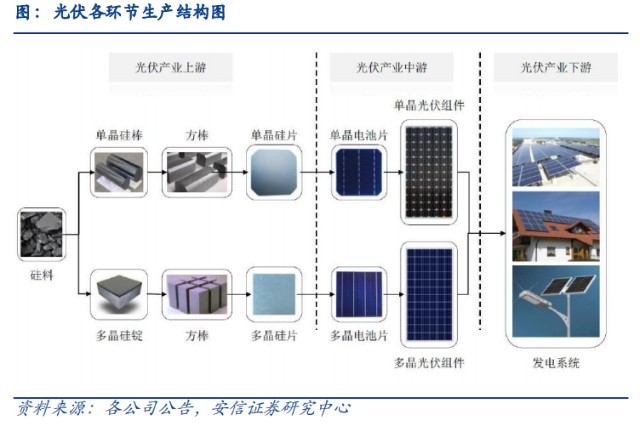 图：光伏各环节生产结构图
光伏产业上游
光伏产业中游
光伏产业下游
单晶硅棒
方棒
单晶硅片
单晶电池片
单晶光伏组件
硅料
多晶硅锭
方棒
多晶硅片
多晶电池片
多晶光伏组件
发电系统
资料来源：各公司公告，安信证券研究中心